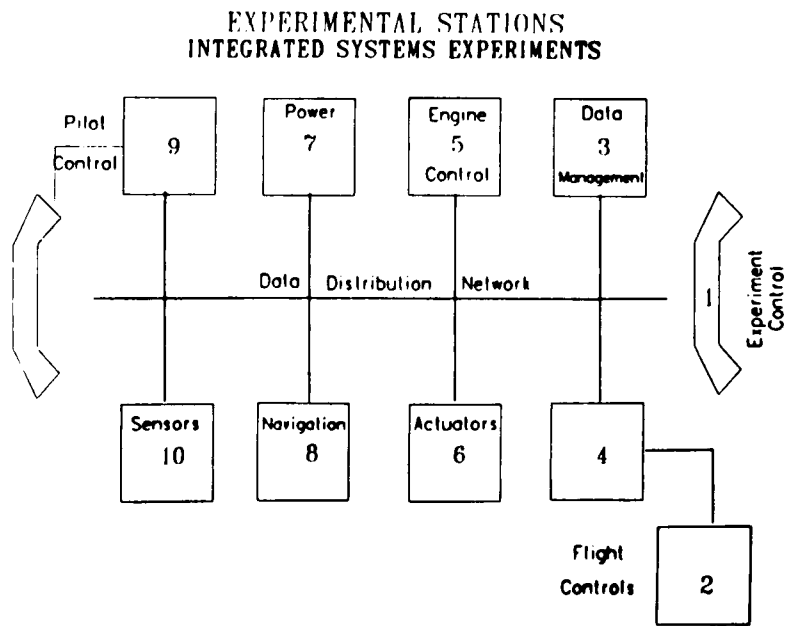 EXPERIMENTAL STATIONS
INTEGRATED SYSTEMS EXPERIMENTS
Pilot
Control
9
Power
7
Engine
5
Control
Data
3
Management
Data Distribution Network
1
Experiment
Control
Sensors
10
Navigation
8
Actuators
6
4
Flight
Controls
2